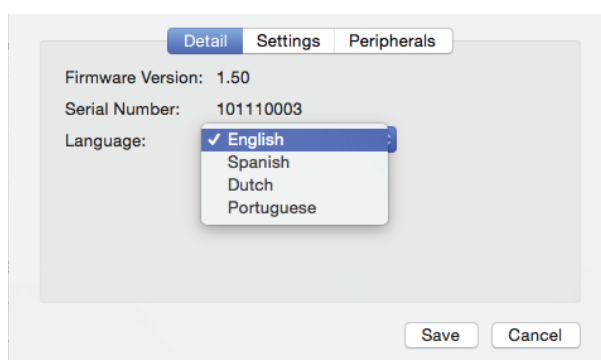 Detail Settings Peripherals
Firmware Version: 1.50
Serial Number: 101110003
Language: ✓ English
Spanish
Dutch
Portuguese
Save Cancel